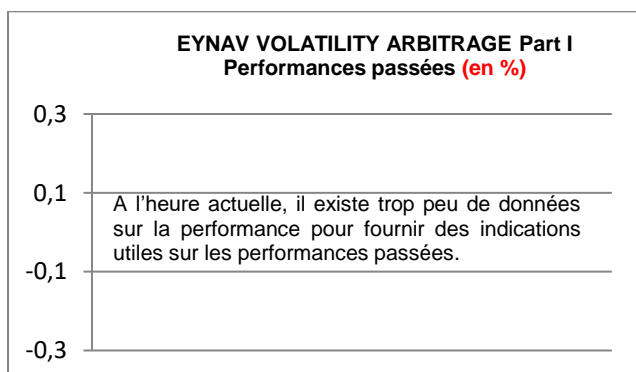 EYNAV VOLATILITY ARBITRAGE Part I
Performances passées (en %)
0,3
0,1
A l’heure actuelle, il existe trop peu de données
sur la performance pour fournir des indications
utiles sur les performances passées.
-0,1
-0,3